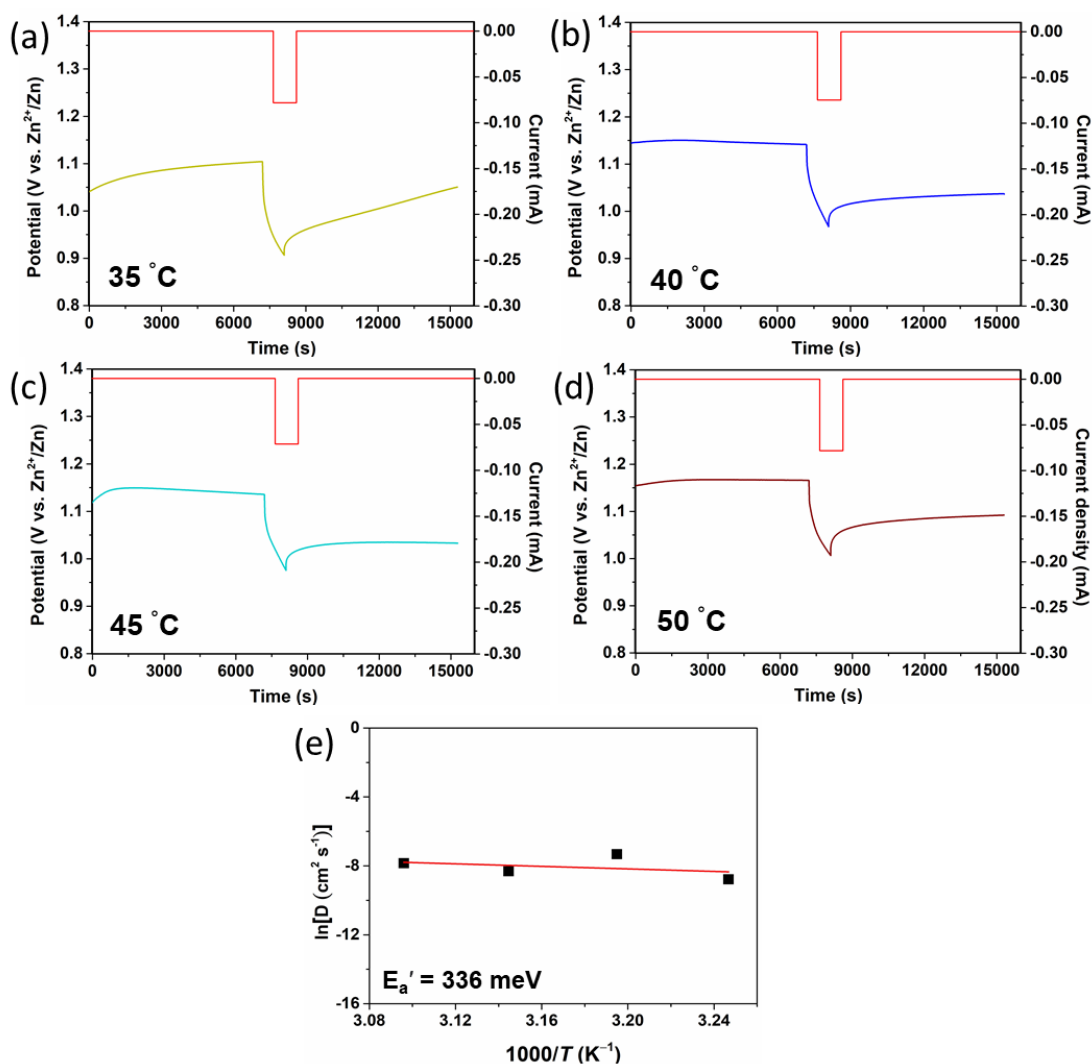 (a)
1.4
1.3
1.2
1.1
1.0
0.9
0.8
Potential (V vs. Zn²⁺/Zn)
0.00
-0.05
-0.10
-0.15
-0.20
-0.25
-0.30
Current (mA)
35 °C
0 3000 6000 9000 12000 15000
Time (s)
(b)
1.4
1.3
1.2
1.1
1.0
0.9
0.8
Potential (V vs. Zn²⁺/Zn)
0.00
-0.05
-0.10
-0.15
-0.20
-0.25
-0.30
Current (mA)
40 °C
0 3000 6000 9000 12000 15000
Time (s)
(c)
1.4
1.3
1.2
1.1
1.0
0.9
0.8
Potential (V vs. Zn²⁺/Zn)
0.00
-0.05
-0.10
-0.15
-0.20
-0.25
-0.30
Current (mA)
45 °C
0 3000 6000 9000 12000 15000
Time (s)
(d)
1.4
1.3
1.2
1.1
1.0
0.9
0.8
Potential (V vs. Zn²⁺/Zn)
0.00
-0.05
-0.10
-0.15
-0.20
-0.25
-0.30
Current density (mA)
50 °C
0 3000 6000 9000 12000 15000
Time (s)
(e)
0
-4
-8
-12
-16
ln[D (cm² s⁻¹)]
Eₐ′ = 336 meV
3.08 3.12 3.16 3.20 3.24
1000/T (K⁻¹)